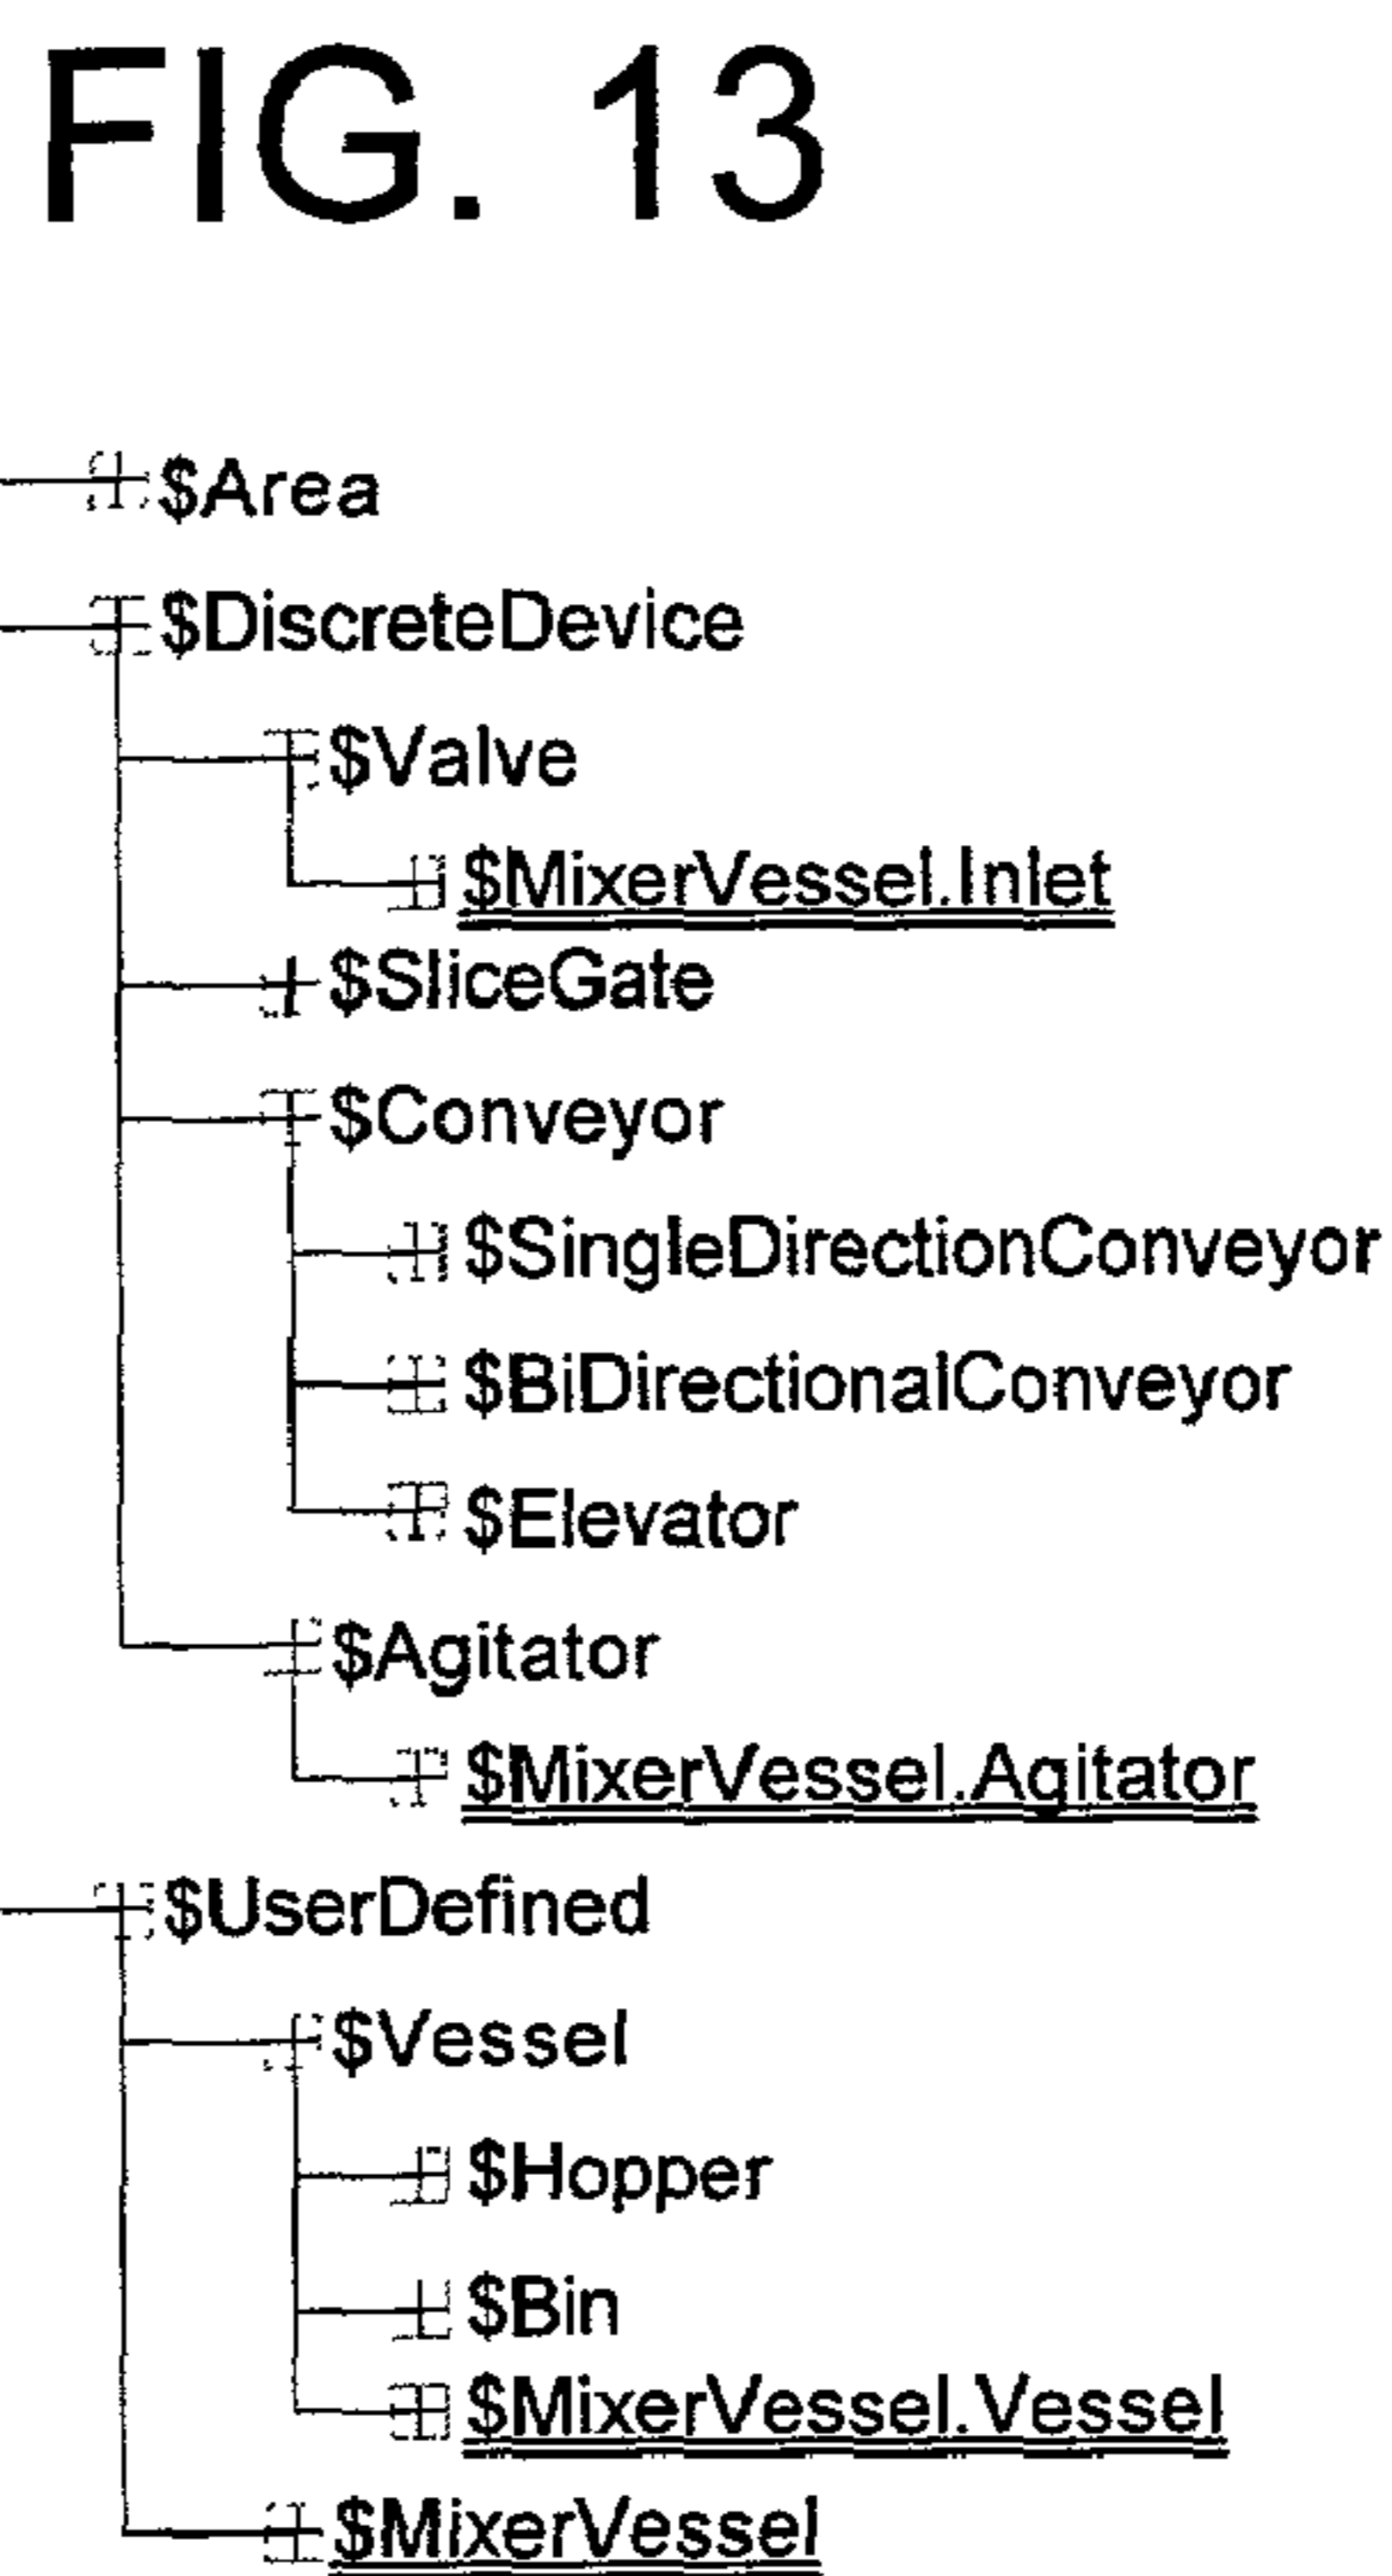 FIG. 13
$Area
$DiscreteDevice
$Valve
$MixerVessel.Inlet
$SliceGate
$Conveyor
$SingleDirectionConveyor
$BiDirectionalConveyor
$Elevator
$Agitator
$MixerVessel.Agitator
$UserDefined
$Vessel
$Hopper
$Bin
$MixerVessel.Vessel
$MixerVessel